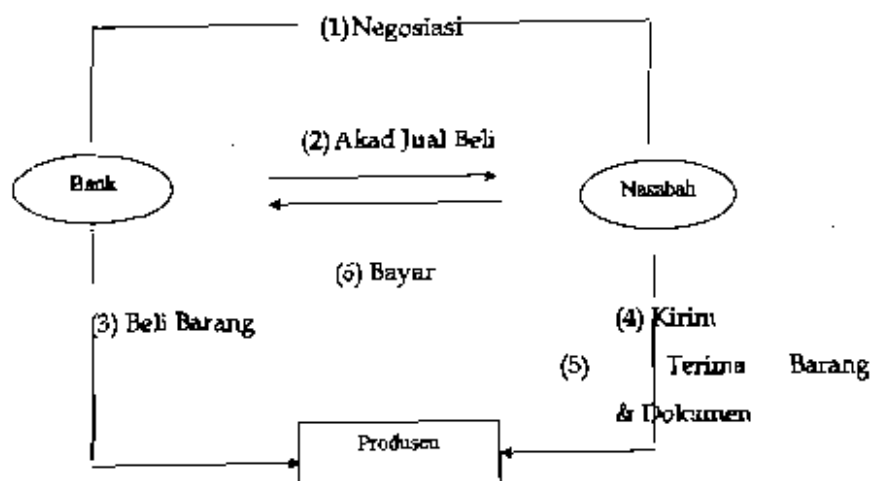 (1) Negosiasi
(2) Akad Jual Beli
Bank
Nasabah
(6) Bayar
(3) Beli Barang
(4) Kirim
(5) Terima Barang
& Dokumen
Produsen